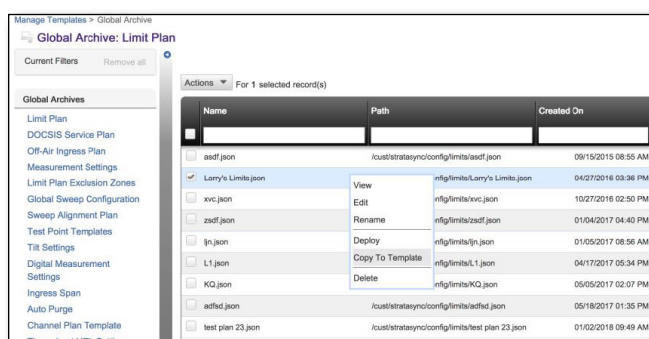 Manage Templates > Global Archive
Global Archive: Limit Plan
Current Filters Remove all
Actions For 1 selected record(s)
Global Archives
Limit Plan
DOCSIS Service Plan
Off-Air Ingress Plan
Measurement Settings
Limit Plan Exclusion Zones
Global Sweep Configuration
Sweep Alignment Plan
Test Point Templates
Tilt Settings
Digital Measurement
Settings
Ingress Span
Auto Purge
Channel Plan Template
Name Path Created On
asdf.json /cust/stratasync/config/limits/asdf.json 09/15/2015 08:55 AM
Larry's Limits.json nfig/limits/Larry's Limits.json 04/27/2016 03:36 PM
xvc.json nfig/limits/xvc.json 10/27/2016 02:50 PM
zsdf.json nfig/limits/zsdf.json 01/04/2017 04:40 PM
ljn.json nfig/limits/ljn.json 01/05/2017 08:56 AM
L1.json nfig/limits/L1.json 04/17/2017 05:34 PM
KQ.json nfig/limits/KQ.json 05/05/2017 02:07 PM
adfsd.json /cust/stratasync/config/limits/adfsd.json 05/18/2017 01:35 PM
test plan 23.json /cust/stratasync/config/limits/test plan 23.json 01/02/2018 09:49 AM
View
Edit
Rename
Deploy
Copy To Template
Delete